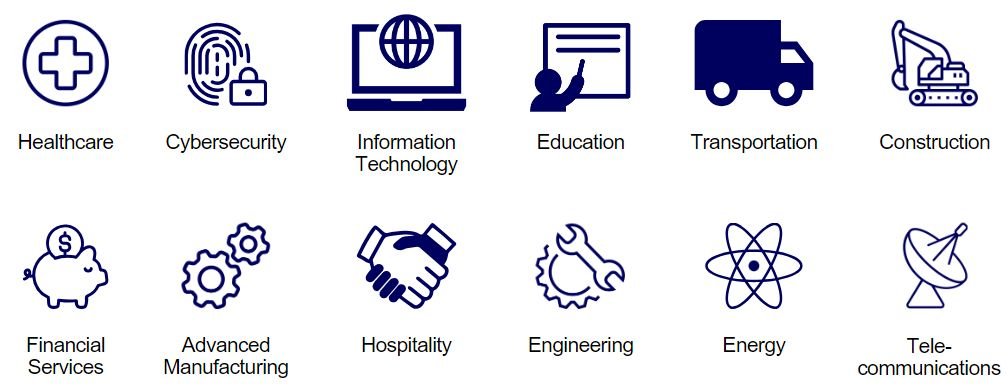 Healthcare
Cybersecurity
Information
Technology
Education
Transportation
Construction
$
Financial
Services
Advanced
Manufacturing
Hospitality
Engineering
Energy
Tele-
communications